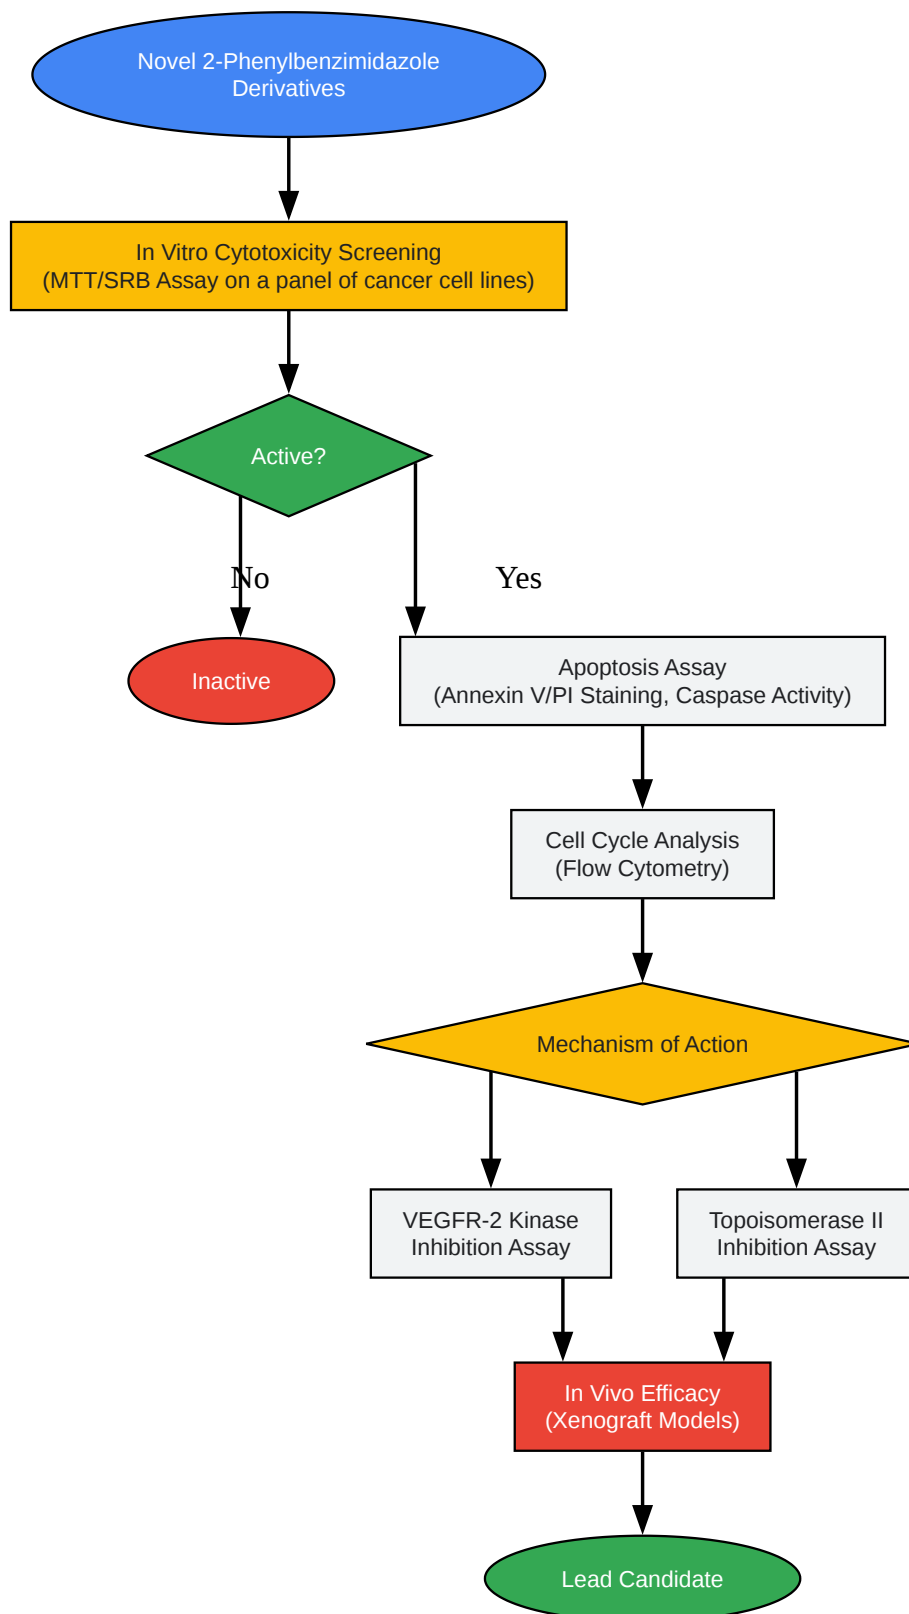 Novel 2-Phenylbenzimidazole
Derivatives
In Vitro Cytotoxicity Screening
(MTT/SRB Assay on a panel of cancer cell lines)
Active?
No
Yes
Inactive
Apoptosis Assay
(Annexin V/PI Staining, Caspase Activity)
Cell Cycle Analysis
(Flow Cytometry)
Mechanism of Action
VEGFR-2 Kinase
Inhibition Assay
Topoisomerase II
Inhibition Assay
In Vivo Efficacy
(Xenograft Models)
Lead Candidate